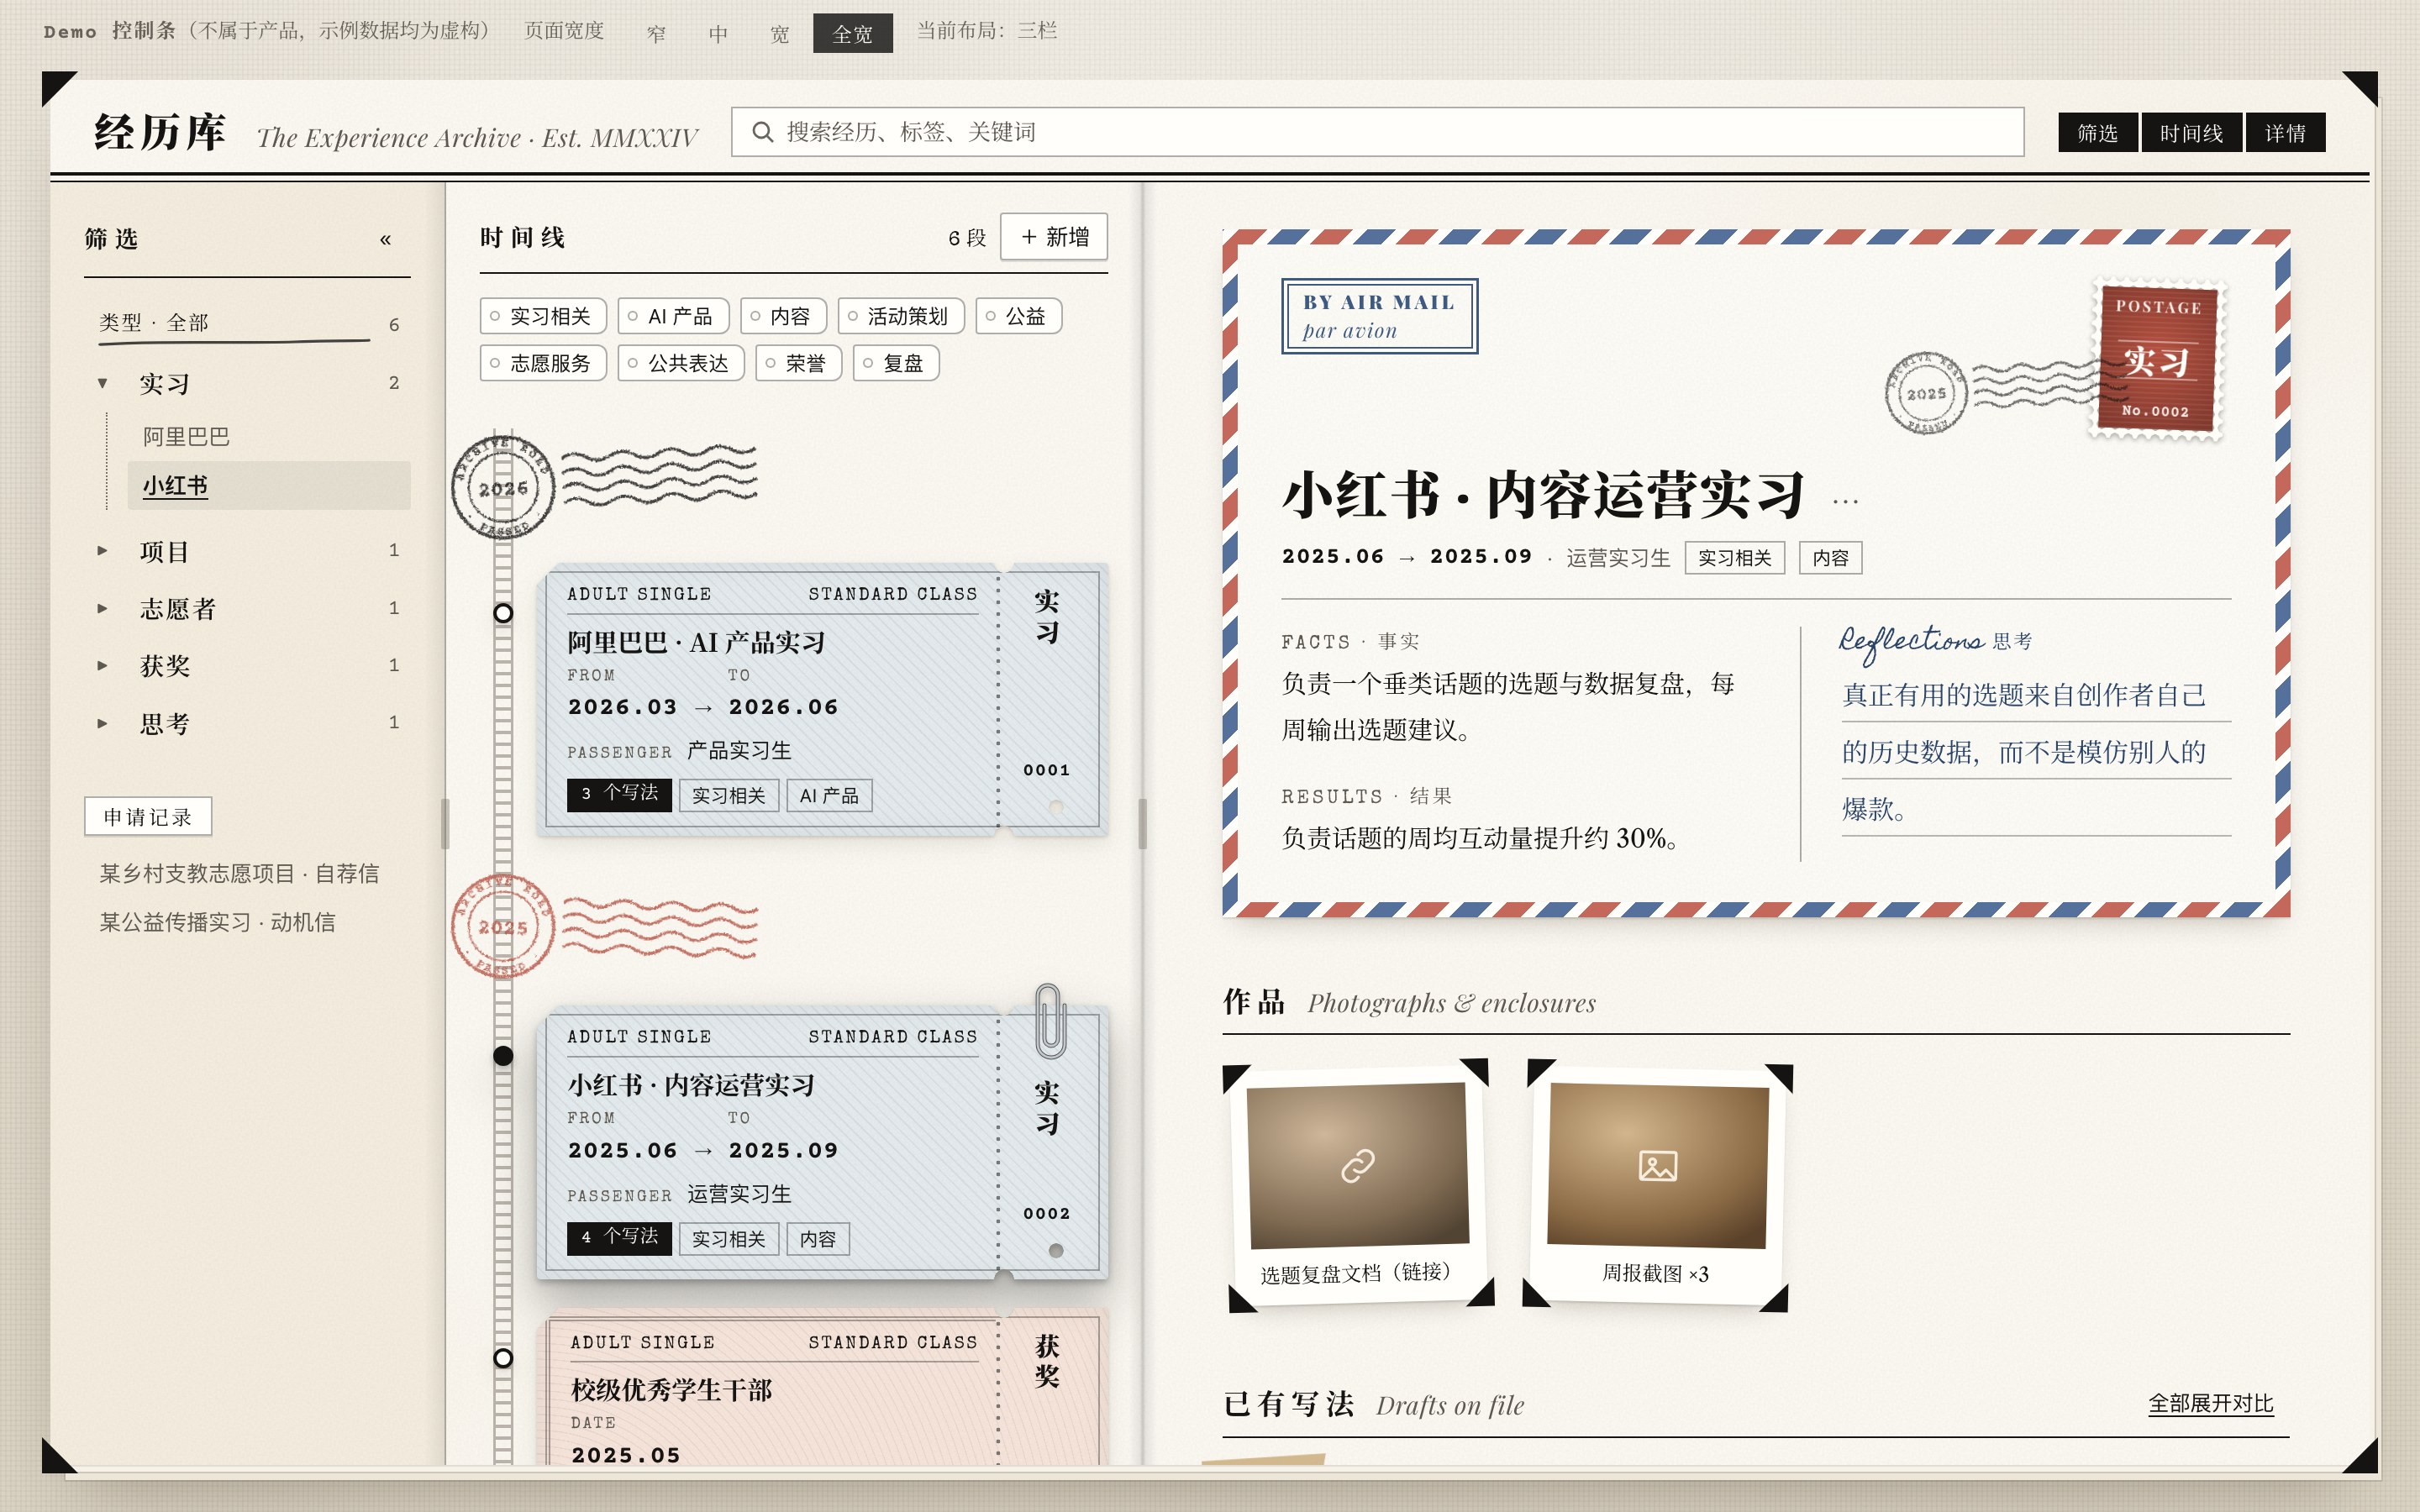 Demo 控制条（不属于产品，示例数据均为虚构） 页面宽度 窄 中 宽 全宽 当前布局：三栏
经历库 The Experience Archive · Est. MMXXIV 搜索经历、标签、关键词 筛选 时间线 详情
筛选 «
类型 · 全部 6
实习 2
阿里巴巴
小红书
项目 1
志愿者 1
获奖 1
思考 1
申请记录
某乡村支教志愿项目 · 自荐信
某公益传播实习 · 动机信
时间线 6 段 + 新增
实习相关 AI 产品 内容 活动策划 公益
志愿服务 公共表达 荣誉 复盘
2026
PASSED
ADULT SINGLE STANDARD CLASS 实习
阿里巴巴 · AI 产品实习
FROM TO
2026.03 → 2026.06
PASSENGER 产品实习生
0001
3 个写法 实习相关 AI 产品
2025
PASSED
ADULT SINGLE STANDARD CLASS 实习
小红书 · 内容运营实习
FROM TO
2025.06 → 2025.09
PASSENGER 运营实习生
0002
4 个写法 实习相关 内容
ADULT SINGLE STANDARD CLASS 获奖
校级优秀学生干部
DATE
2025.05
BY AIR MAIL
par avion
POSTAGE
实习
No.0002
2025
小红书 · 内容运营实习 …
2025.06 → 2025.09 · 运营实习生 实习相关 内容
FACTS · 事实
负责一个垂类话题的选题与数据复盘，每
周输出选题建议。
RESULTS · 结果
负责话题的周均互动量提升约 30%。
Reflections 思考
真正有用的选题来自创作者自己
的历史数据，而不是模仿别人的
爆款。
作品 Photographs & enclosures
选题复盘文档（链接）
周报截图 ×3
已有写法 Drafts on file 全部展开对比